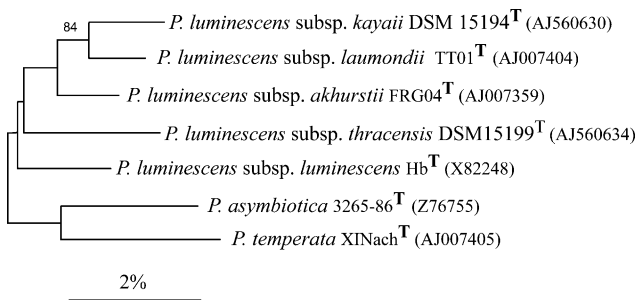 84
P. luminescens subsp. kayaii DSM 15194T (AJ560630)
P. luminescens subsp. laumondii TT01T (AJ007404)
P. luminescens subsp. akhurstii FRG04T (AJ007359)
P. luminescens subsp. thracensis DSM15199T (AJ560634)
P. luminescens subsp. luminescens HbT (X82248)
P. asymbiotica 3265-86T (Z76755)
P. temperata XINachT (AJ007405)
2%